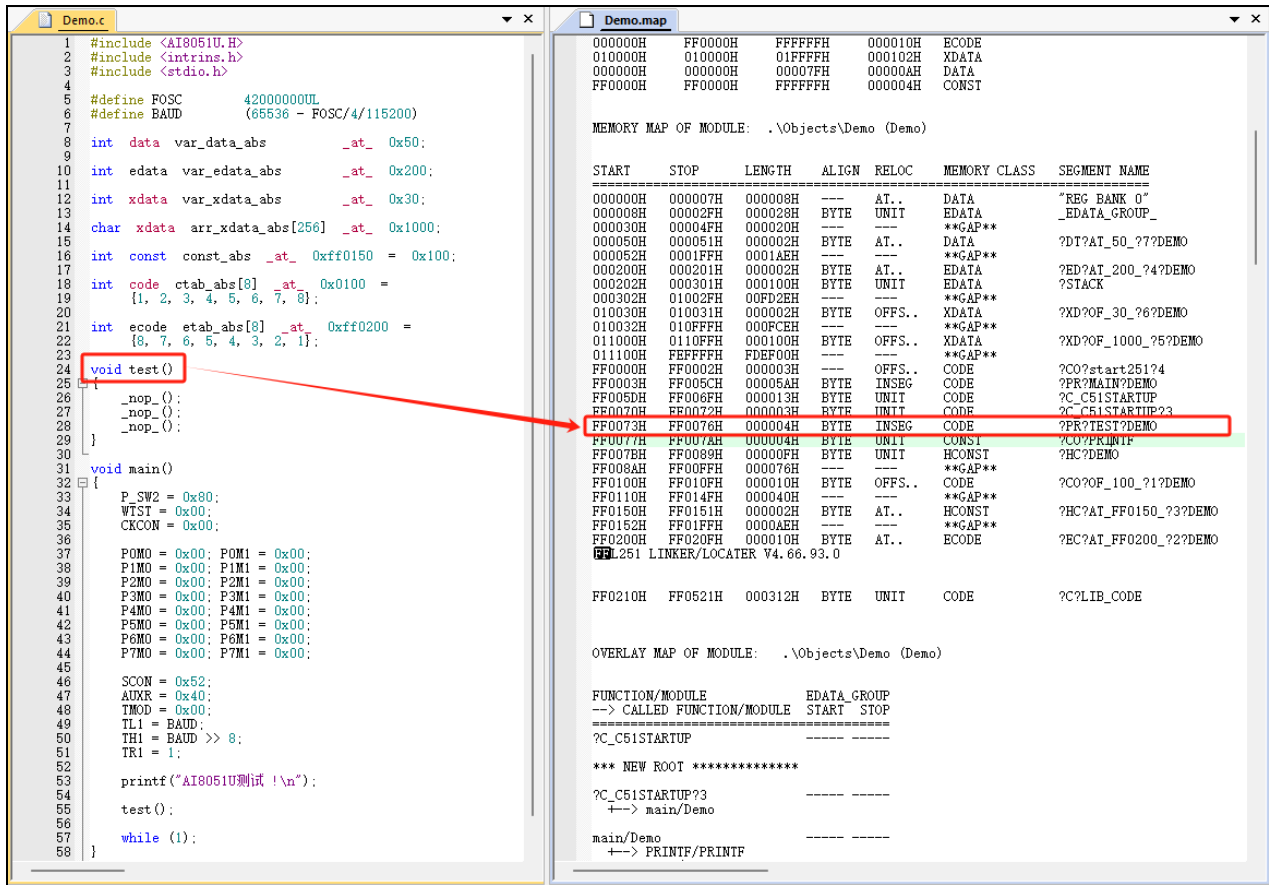 Demo.c
1 #include <AI8051U.H>
2 #include <intrins.h>
3 #include <stdio.h>
4
5 #define FOSC 42000000UL
6 #define BAUD (65536 - FOSC/4/115200)
7
8 int data var_data_abs _at_ 0x50;
9
10 int edata var_edata_abs _at_ 0x200;
11
12 int xdata var_xdata_abs _at_ 0x30;
13
14 char xdata arr_xdata_abs[256] _at_ 0x1000;
15
16 int const const_abs _at_ 0xff0150 = 0x100;
17
18 int code ctab_abs[8] _at_ 0x0100 =
19 {1, 2, 3, 4, 5, 6, 7, 8};
20
21 int ecode etab_abs[8] _at_ 0xff0200 =
22 {8, 7, 6, 5, 4, 3, 2, 1};
23
24 void test()
25 {
26 _nop_();
27 _nop_();
28 _nop_();
29 }
30
31 void main()
32 {
33 P_SW2 = 0x80;
34 WTST = 0x00;
35 CKCON = 0x00;
36
37 P0M0 = 0x00; P0M1 = 0x00;
38 P1M0 = 0x00; P1M1 = 0x00;
39 P2M0 = 0x00; P2M1 = 0x00;
40 P3M0 = 0x00; P3M1 = 0x00;
41 P4M0 = 0x00; P4M1 = 0x00;
42 P5M0 = 0x00; P5M1 = 0x00;
43 P6M0 = 0x00; P6M1 = 0x00;
44 P7M0 = 0x00; P7M1 = 0x00;
45
46 SCON = 0x52;
47 AUXR = 0x40;
48 TMOD = 0x00;
49 TL1 = BAUD;
50 TH1 = BAUD >> 8;
51 TR1 = 1;
52
53 printf("AI8051U测试 !\n");
54
55 test();
56
57 while (1);
58 }
Demo.map
000000H FF0000H FFFFFFH 000010H ECODE
010000H 010000H 01FFFFH 000102H XDATA
000000H 000000H 00007FH 00000AH DATA
FF0000H FF0000H FFFFFFH 000004H CONST
MEMORY MAP OF MODULE: .\Objects\Demo (Demo)
START STOP LENGTH ALIGN RELOC MEMORY CLASS SEGMENT NAME
=========================================================================
000000H 000007H 000008H --- AT.. DATA "REG BANK 0"
000008H 00002FH 000028H BYTE UNIT EDATA _EDATA_GROUP_
000030H 00004FH 000020H --- --- **GAP**
000050H 000051H 000002H BYTE AT.. DATA ?DT?AT_50_?7?DEMO
000052H 0001FFH 0001AEH --- --- **GAP**
000200H 000201H 000002H BYTE AT.. EDATA ?ED?AT_200_?4?DEMO
000202H 000301H 000100H BYTE UNIT EDATA ?STACK
000302H 01002FH 00FD2EH --- --- **GAP**
010030H 010031H 000002H BYTE OFFS.. XDATA ?XD?OF_30_?6?DEMO
010032H 010FFFH 000FCEH --- --- **GAP**
011000H 0110FFH 000100H BYTE OFFS.. XDATA ?XD?OF_1000_?5?DEMO
011100H FEFFFFH FDEF00H --- --- **GAP**
FF0000H FF0002H 000003H --- OFFS.. CODE ?CO?start251?4
FF0003H FF005CH 00005AH BYTE INSEG CODE ?PR?MAIN?DEMO
FF005DH FF006FH 000013H BYTE UNIT CODE ?C_C51STARTUP
FF0070H FF0072H 000003H BYTE UNIT CODE ?C_C51STARTUP?3
FF0073H FF0076H 000004H BYTE INSEG CODE ?PR?TEST?DEMO
FF0077H FF007AH 000004H BYTE UNIT CONST ?CO?PRINTF
FF007BH FF0089H 00000FH BYTE UNIT HCONST ?HC?DEMO
FF008AH FF00FFH 000076H --- --- **GAP**
FF0100H FF010FH 000010H BYTE OFFS.. CODE ?CO?OF_100_?1?DEMO
FF0110H FF014FH 000040H --- --- **GAP**
FF0150H FF0151H 000002H BYTE AT.. HCONST ?HC?AT_FF0150_?3?DEMO
FF0152H FF01FFH 0000AEH --- --- **GAP**
FF0200H FF020FH 000010H BYTE AT.. ECODE ?EC?AT_FF0200_?2?DEMO
FF L251 LINKER/LOCATER V4.66.93.0
FF0210H FF0521H 000312H BYTE UNIT CODE ?C?LIB_CODE
OVERLAY MAP OF MODULE: .\Objects\Demo (Demo)
FUNCTION/MODULE EDATA_GROUP
--> CALLED FUNCTION/MODULE START STOP
=======================================
?C_C51STARTUP ----- -----
*** NEW ROOT **************
?C_C51STARTUP?3 ----- -----
+--> main/Demo
main/Demo ----- -----
+--> PRINTF/PRINTF